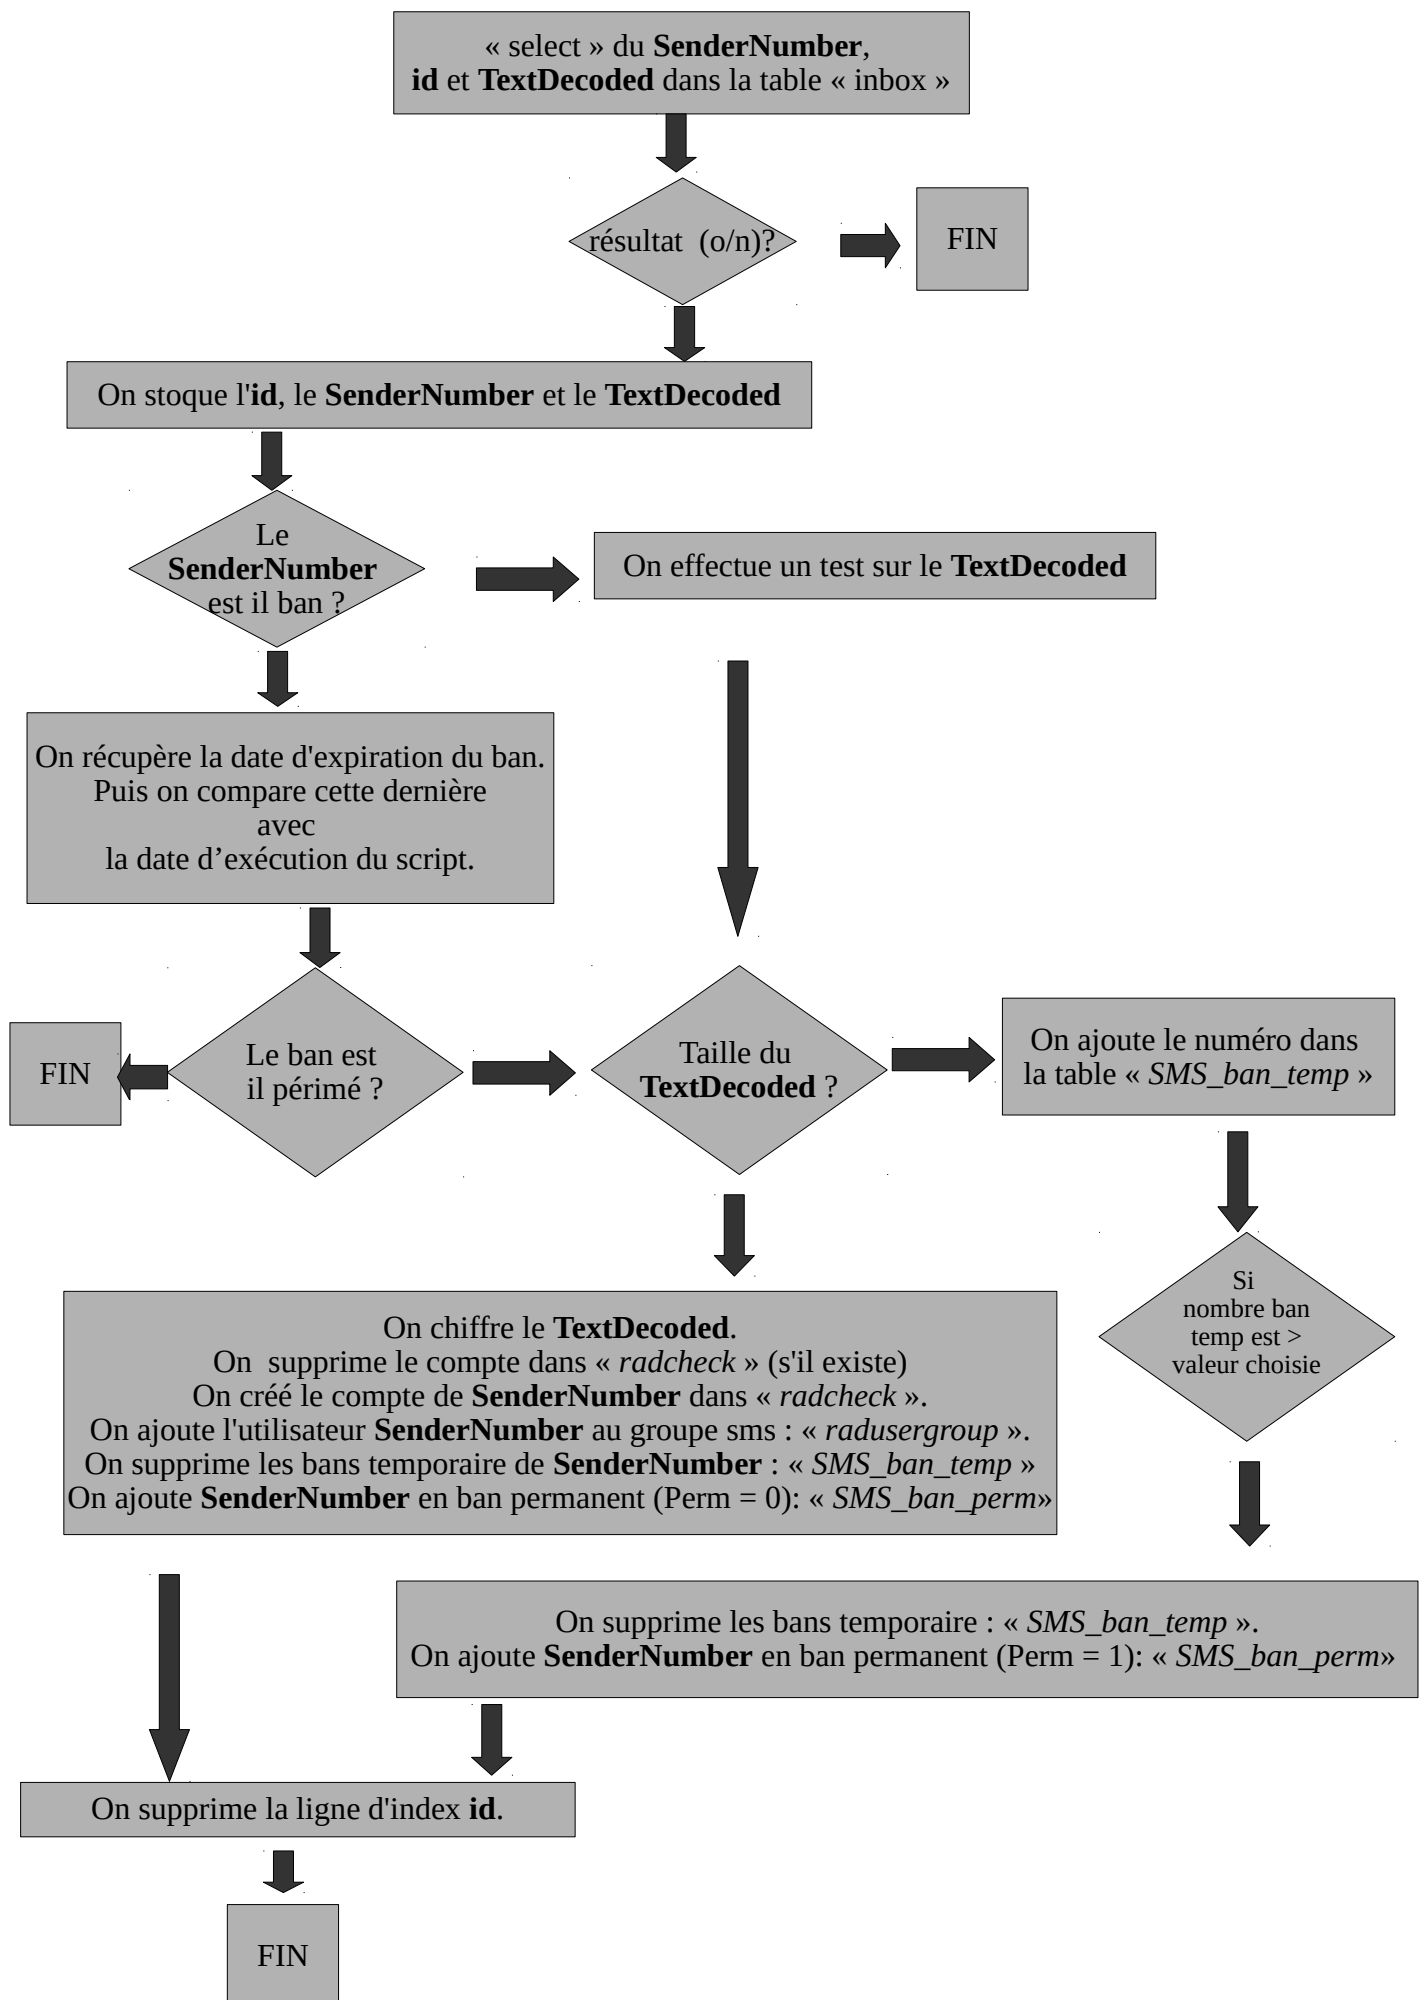 « select » du SenderNumber,
id et TextDecoded dans la table « inbox »
résultat  (o/n)?
FIN
On stoque l'id, le SenderNumber et le TextDecoded
Le
SenderNumber
est il ban ?
On effectue un test sur le TextDecoded
On récupère la date d'expiration du ban.
Puis on compare cette dernière
avec
la date d’exécution du script.
FIN
Le ban est
il périmé ?
Taille du
TextDecoded ?
On ajoute le numéro dans
la table « SMS_ban_temp »
Si
nombre ban
temp est >
valeur choisie
On chiffre le TextDecoded.
On  supprime le compte dans « radcheck » (s'il existe)
On créé le compte de SenderNumber dans « radcheck ».
On ajoute l'utilisateur SenderNumber au groupe sms : « radusergroup ».
On supprime les bans temporaire de SenderNumber : « SMS_ban_temp »
On ajoute SenderNumber en ban permanent (Perm = 0): « SMS_ban_perm»
On supprime les bans temporaire : « SMS_ban_temp ».
On ajoute SenderNumber en ban permanent (Perm = 1): « SMS_ban_perm»
On supprime la ligne d'index id.
FIN